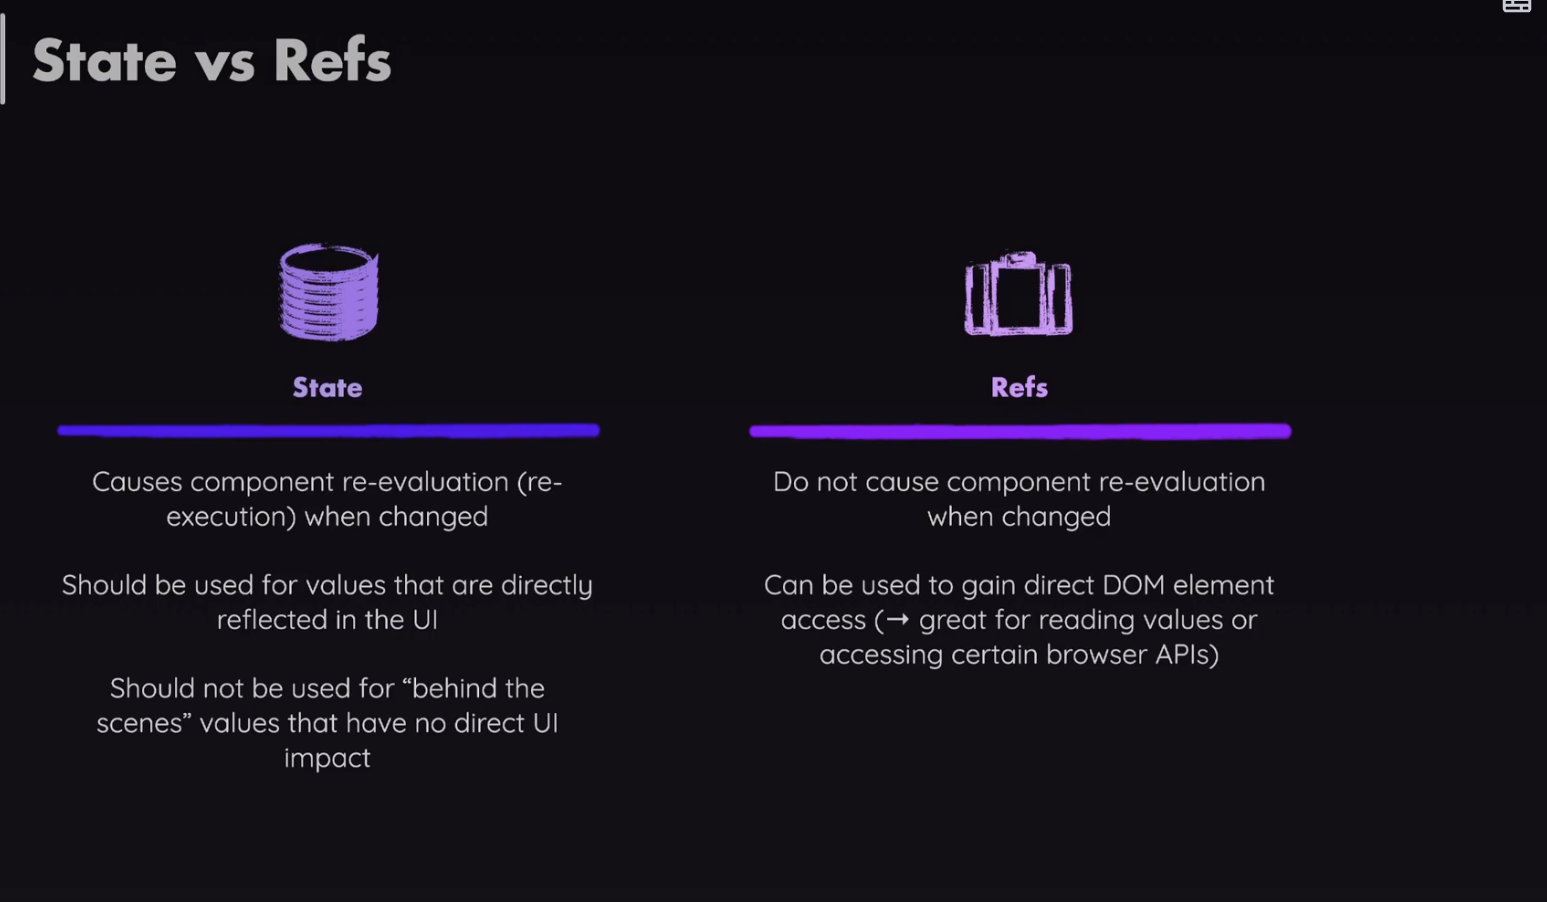 State vs Refs
State
Causes component re-evaluation (re-
execution) when changed
Should be used for values that are directly
reflected in the UI
Should not be used for “behind the
scenes” values that have no direct UI
impact
Refs
Do not cause component re-evaluation
when changed
Can be used to gain direct DOM element
access (→ great for reading values or
accessing certain browser APIs)